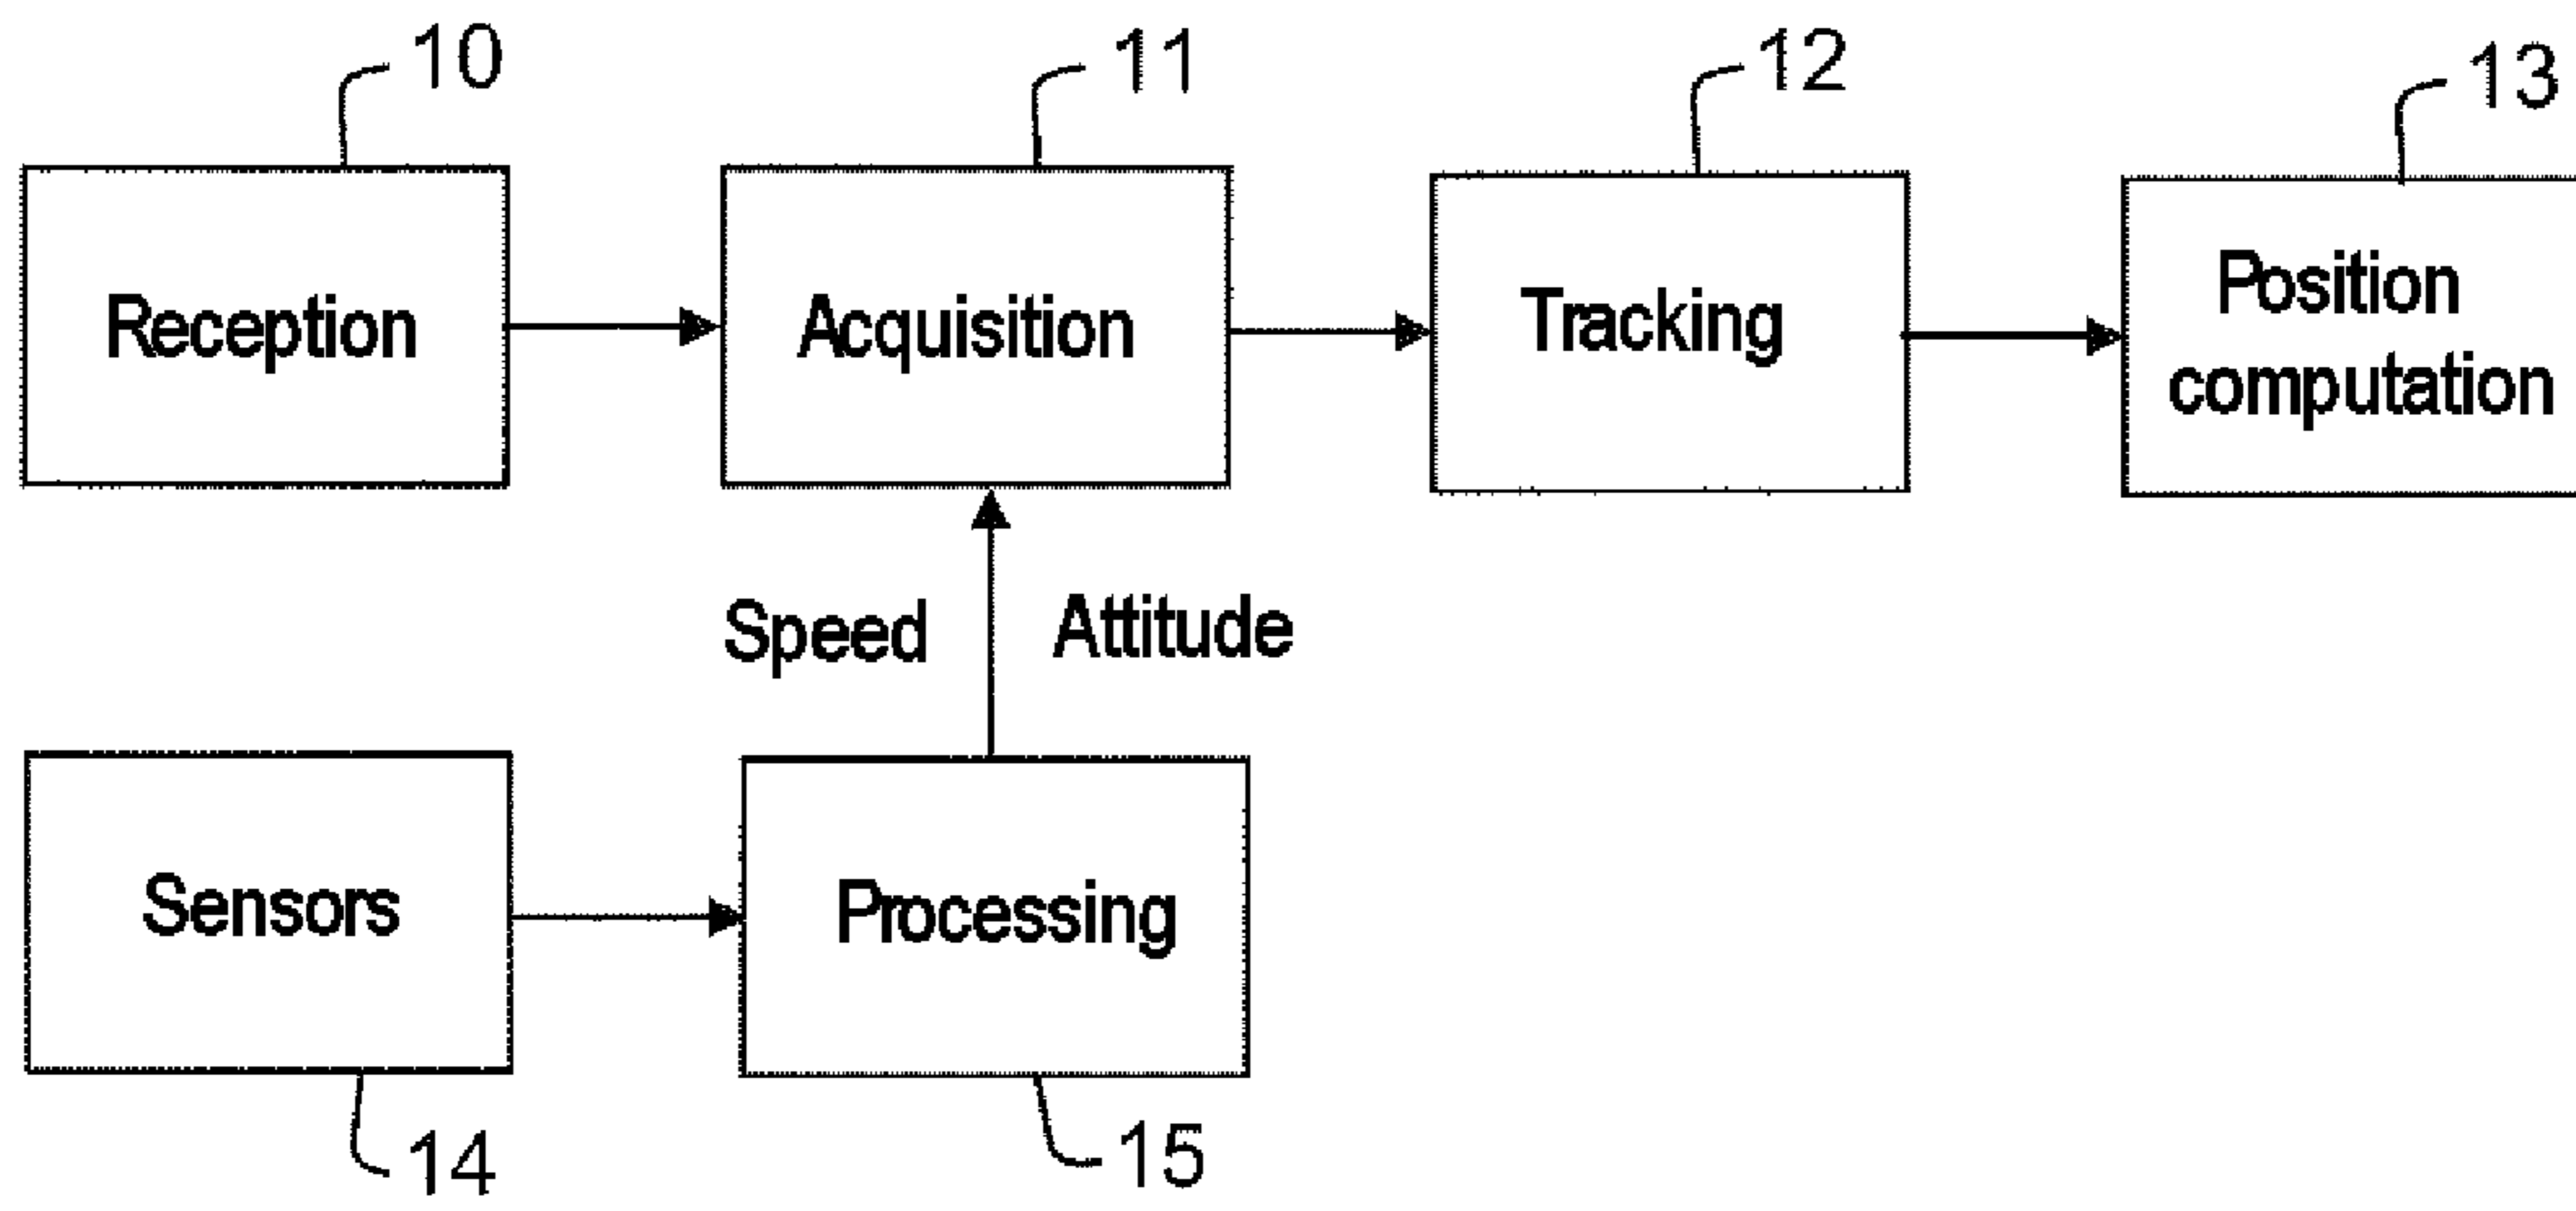 10
11
12
13
Reception
Acquisition
Tracking
Position
computation
Speed
Attitude
Sensors
Processing
14
15